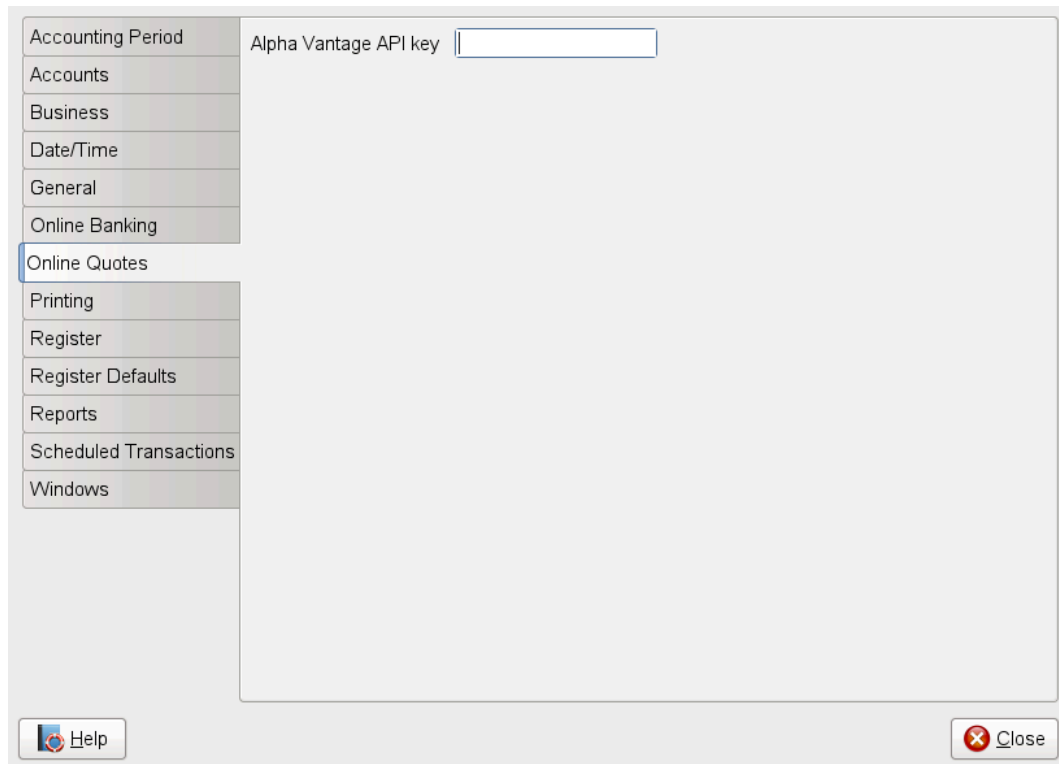 Accounting Period
Alpha Vantage API key
Accounts
Business
Date/Time
General
Online Banking
Online Quotes
Printing
Register
Register Defaults
Reports
Scheduled Transactions
Windows
Help
Close